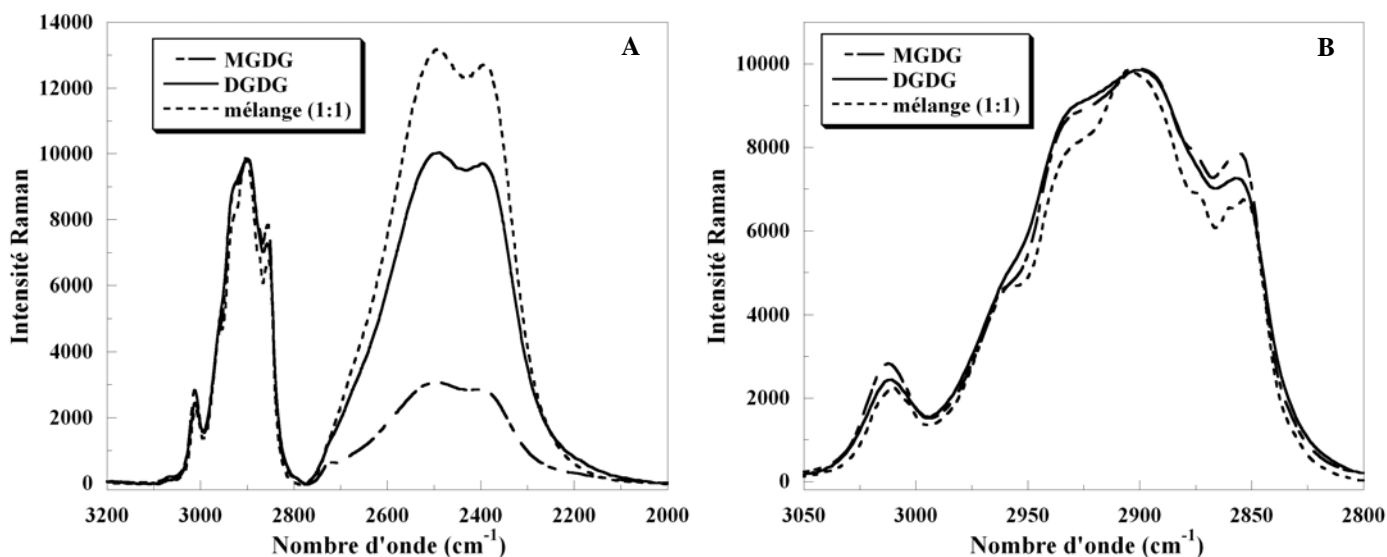 A
MGDG
DGDG
mélange (1:1)
Intensité Raman
14000
12000
10000
8000
6000
4000
2000
0
3200 3000 2800 2600 2400 2200 2000
Nombre d'onde (cm-1)
B
MGDG
DGDG
mélange (1:1)
Intensité Raman
10000
8000
6000
4000
2000
0
3050 3000 2950 2900 2850 2800
Nombre d'onde (cm-1)